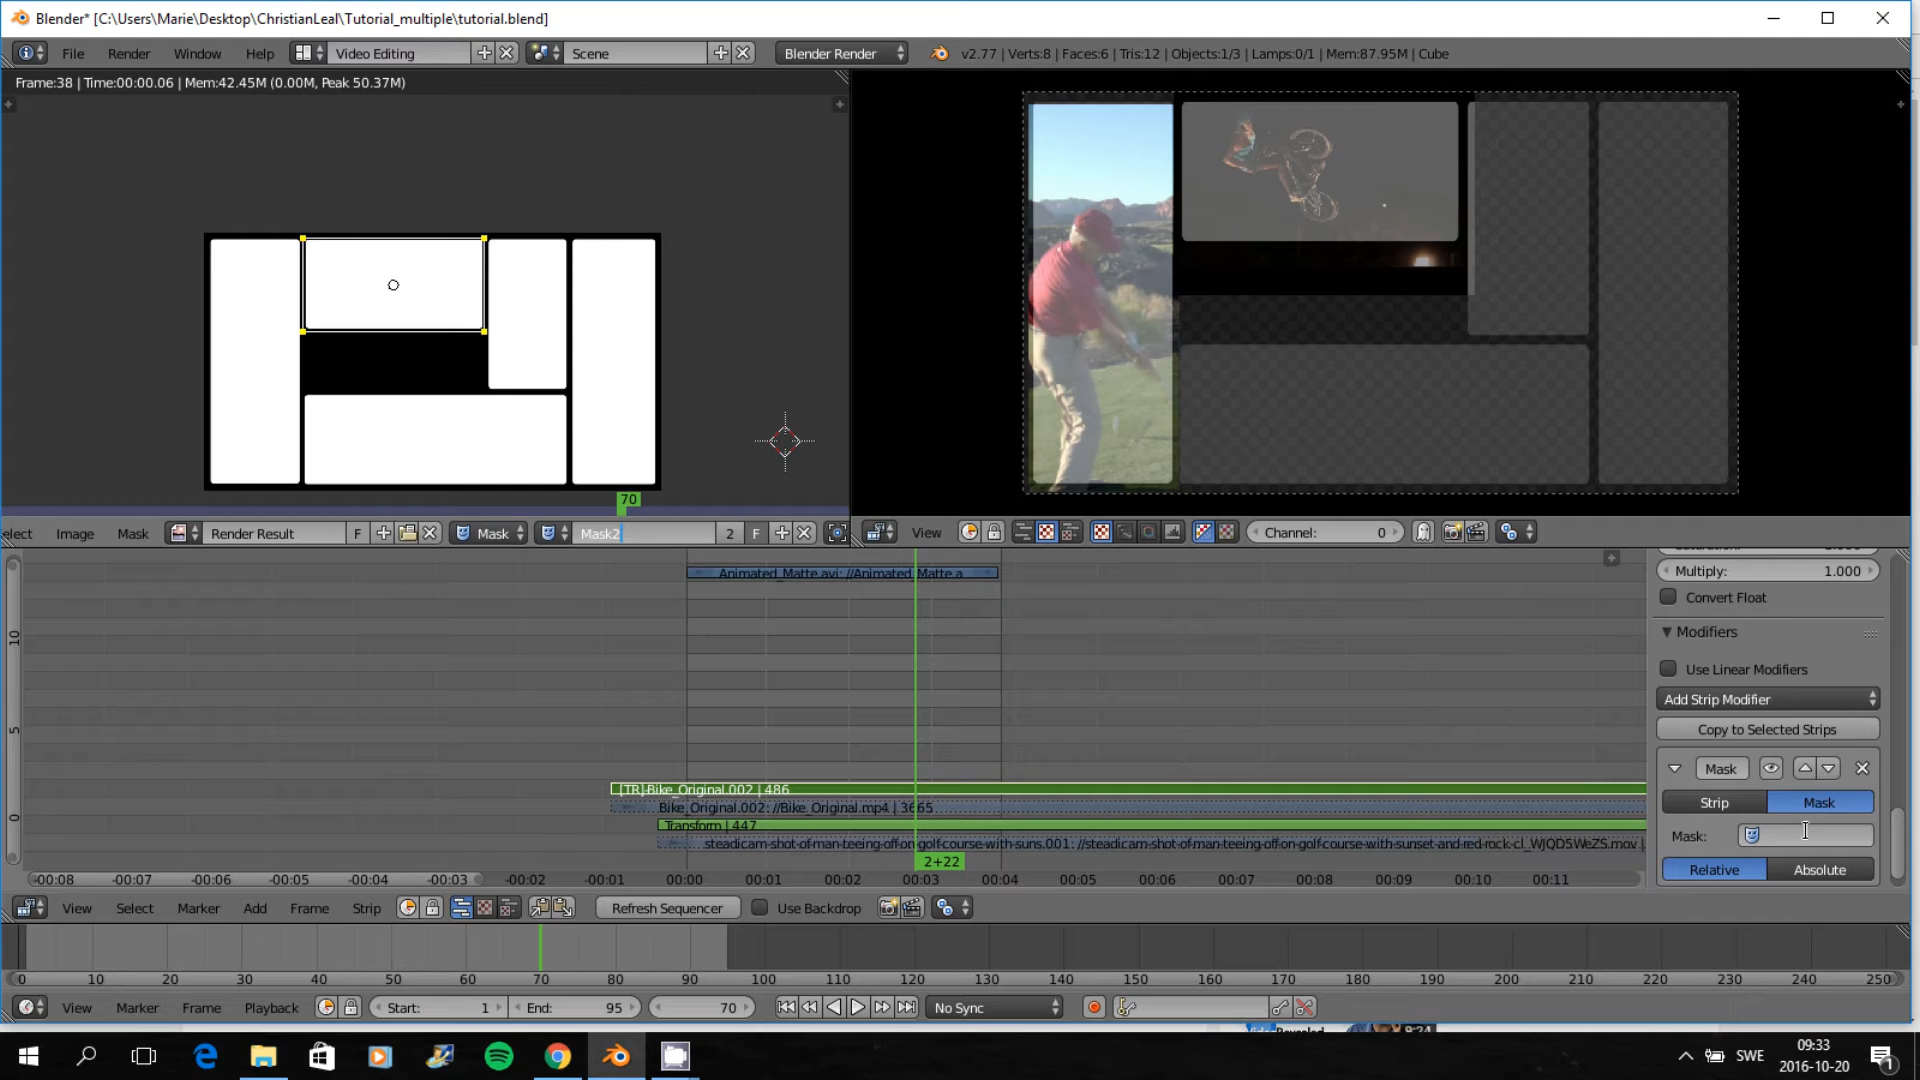 Blender* [C:\Users\Marie\Desktop\ChristianLeal\Tutorial_multiple\tutorial.blend]
File Render Window Help Video Editing Scene Blender Render v2.77 | Verts:8 | Faces:6 | Tris:12 | Objects:1/3 | Lamps:0/1 | Mem:87.95M | Cube
Frame:38 | Time:00:00.06 | Mem:42.45M (0.00M, Peak 50.37M)
70
elect Image Mask Render Result F Mask Mask2 2 F View Channel: 0
Animated_Matte.avi: //Animated_Matte.a
Multiply: 1.000
Convert Float
Modifiers
Use Linear Modifiers
Add Strip Modifier
Copy to Selected Strips
Mask
Strip Mask
Mask:
Relative Absolute
10
5
0
[TR]-Bike_Original.002 | 486
Bike_Original.002: //Bike_Original.mp4 | 3665
Transform | 447
steadicam-shot-of-man-teeing-off-on-golf-course-with-suns.001: //steadicam-shot-of-man-teeing-off-on-golf-course-with-sunset-and-red-rock-cl_WJQD5WeZS.mov |
2+22
-00:08 -00:07 -00:06 -00:05 -00:04 -00:03 -00:02 -00:01 00:00 00:01 00:02 00:03 00:04 00:05 00:06 00:07 00:08 00:09 00:10 00:11
View Select Marker Add Frame Strip Refresh Sequencer Use Backdrop
0 10 20 30 40 50 60 70 80 90 100 110 120 130 140 150 160 170 180 190 200 210 220 230 240 250
View Marker Frame Playback Start: 1 End: 95 70 No Sync
9:24
SWE
09:33
2016-10-20
1